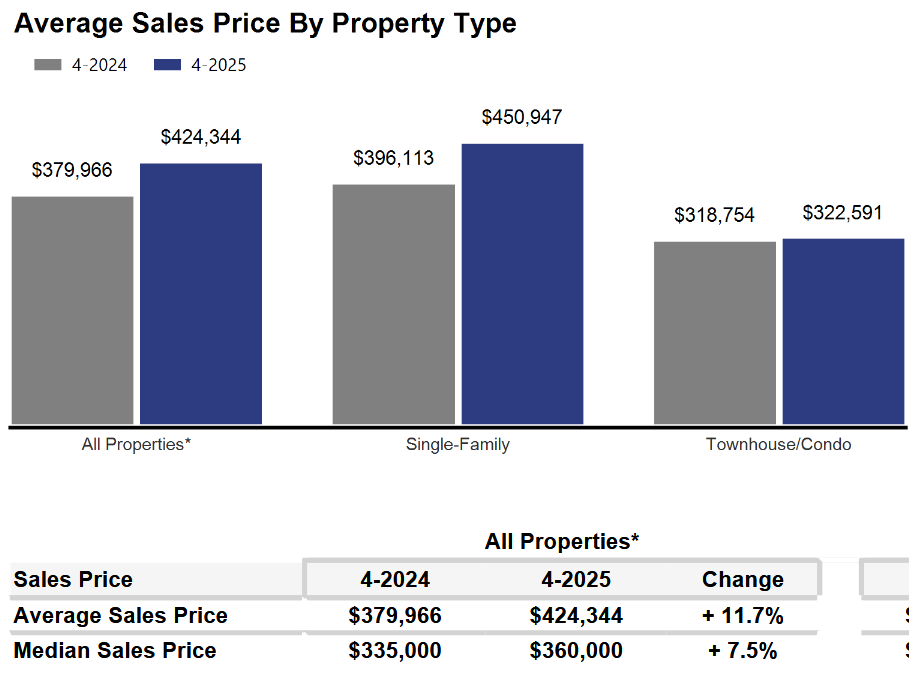 Average Sales Price By Property Type
4-2024 4-2025
$379,966 $424,344 $396,113 $450,947 $318,754 $322,591
All Properties* Single-Family Townhouse/Condo
All Properties*
Sales Price 4-2024 4-2025 Change
Average Sales Price $379,966 $424,344 + 11.7% $
Median Sales Price $335,000 $360,000 + 7.5% $